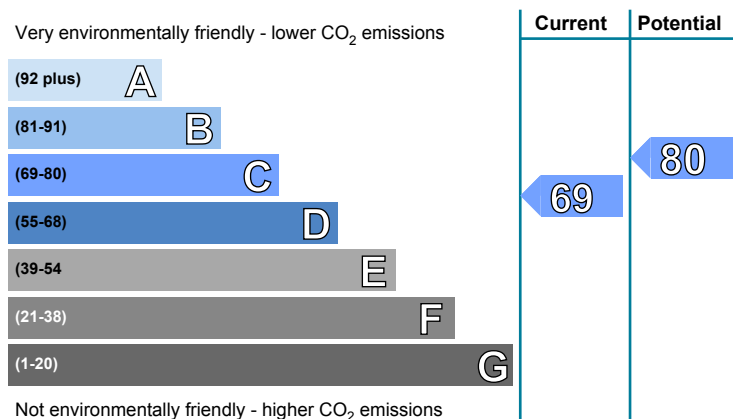 Very environmentally friendly - lower CO2 emissions
Current
Potential
(92 plus) A
(81-91) B
(69-80) C
(55-68) D
(39-54 E
(21-38) F
(1-20) G
69
80
Not environmentally friendly - higher CO2 emissions